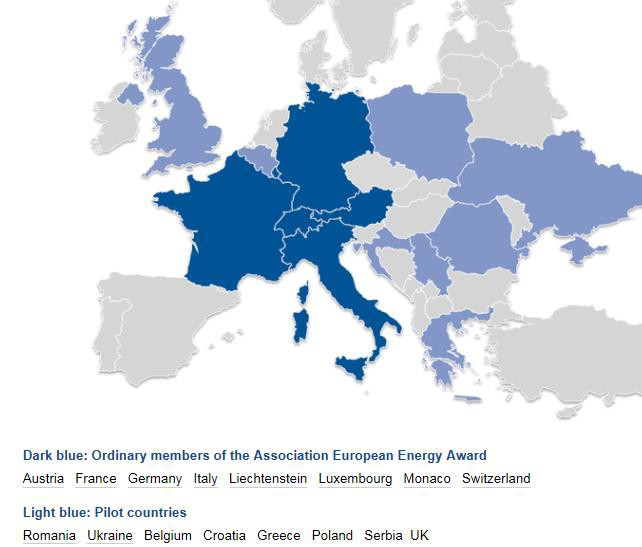 Dark blue: Ordinary members of the Association European Energy Award
Austria France Germany Italy Liechtenstein Luxembourg Monaco Switzerland
Light blue: Pilot countries
Romania Ukraine Belgium Croatia Greece Poland Serbia UK